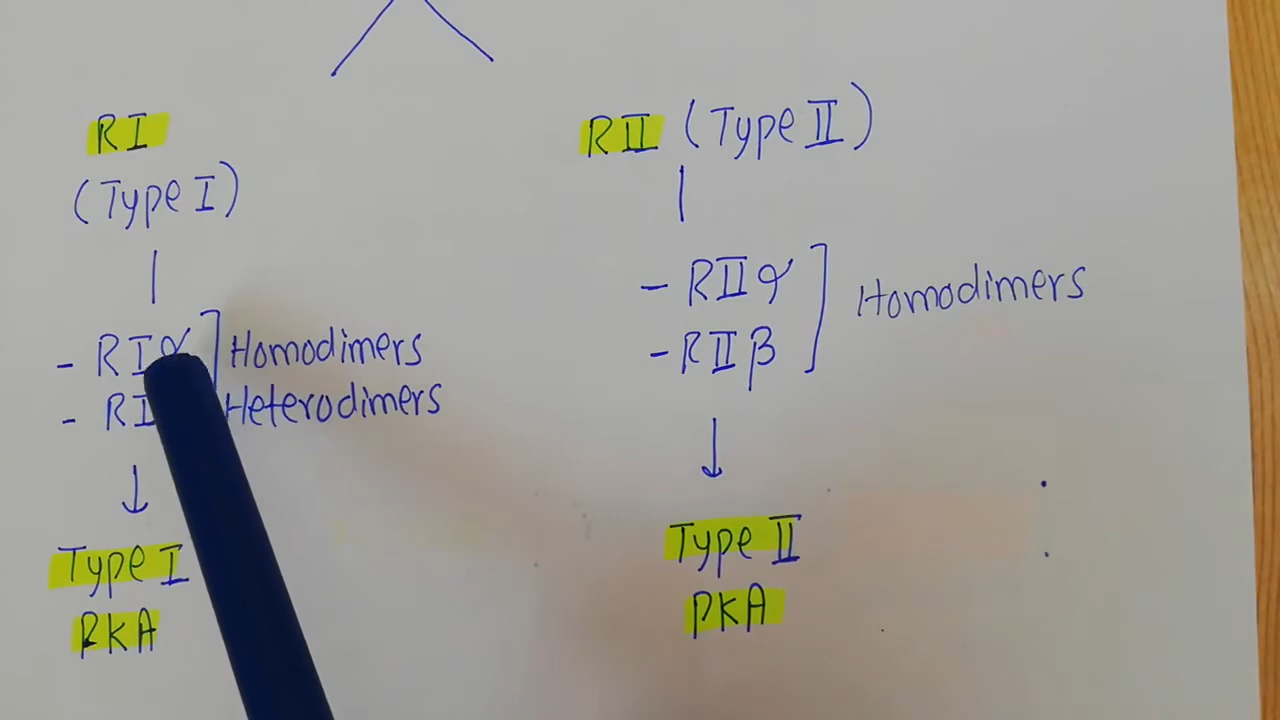 RI
(Type I)
- RIα
- RI
Homodimers
Heterodimers
Type I
PKA
RII (Type II)
- RIIα
- RIIβ
Homodimers
Type II
PKA